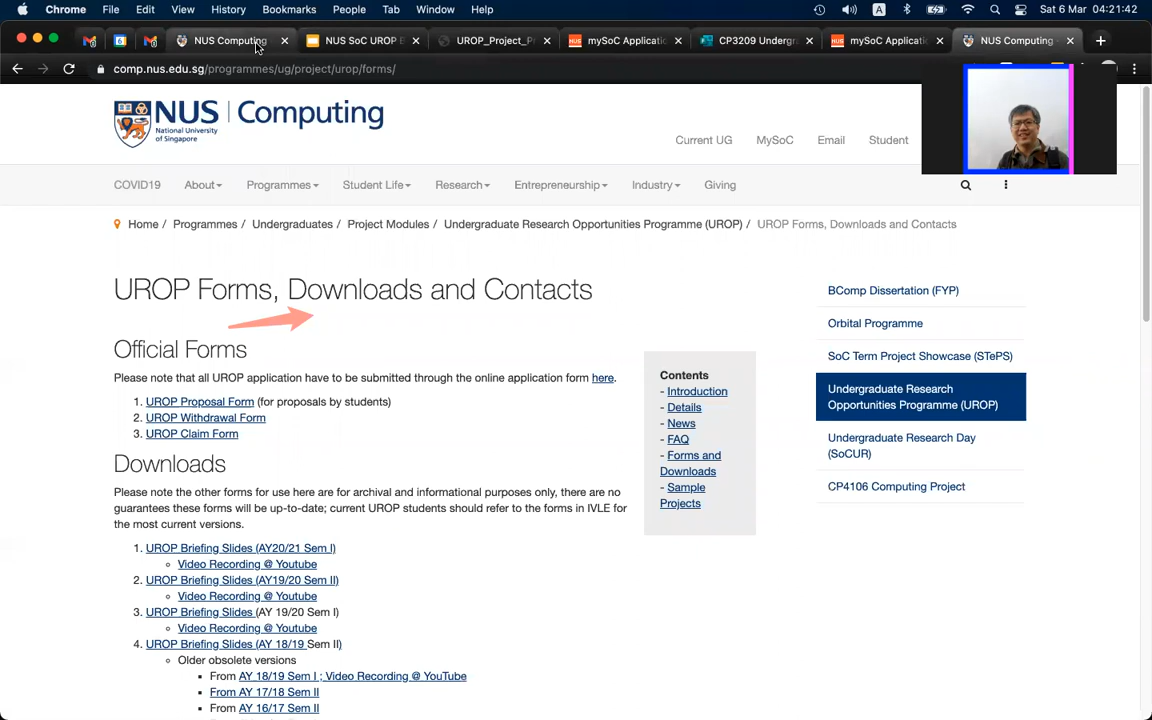 Chrome File Edit View History Bookmarks People Tab Window Help A Sat 6 Mar 04:21:42
NUS Computing NUS SoC UROP B UROP_Project_P mySoC Applicati CP3209 Undergra mySoC Applicati NUS Computing
comp.nus.edu.sg/programmes/ug/project/urop/forms/
NUS Computing
National University of Singapore
Current UG MySoC Email Student
COVID19 About Programmes Student Life Research Entrepreneurship Industry Giving
Home / Programmes / Undergraduates / Project Modules / Undergraduate Research Opportunities Programme (UROP) / UROP Forms, Downloads and Contacts
UROP Forms, Downloads and Contacts
Official Forms
Please note that all UROP application have to be submitted through the online application form here.
1. UROP Proposal Form (for proposals by students)
2. UROP Withdrawal Form
3. UROP Claim Form
Downloads
Please note the other forms for use here are for archival and informational purposes only, there are no
guarantees these forms will be up-to-date; current UROP students should refer to the forms in IVLE for
the most current versions.
1. UROP Briefing Slides (AY20/21 Sem I)
Video Recording @ Youtube
2. UROP Briefing Slides (AY19/20 Sem II)
Video Recording @ Youtube
3. UROP Briefing Slides (AY 19/20 Sem I)
Video Recording @ Youtube
4. UROP Briefing Slides (AY 18/19 Sem II)
Older obsolete versions
From AY 18/19 Sem I ; Video Recording @ YouTube
From AY 17/18 Sem II
From AY 16/17 Sem II
Contents
- Introduction
- Details
- News
- FAQ
- Forms and
Downloads
- Sample
Projects
BComp Dissertation (FYP)
Orbital Programme
SoC Term Project Showcase (STePS)
Undergraduate Research
Opportunities Programme (UROP)
Undergraduate Research Day
(SoCUR)
CP4106 Computing Project